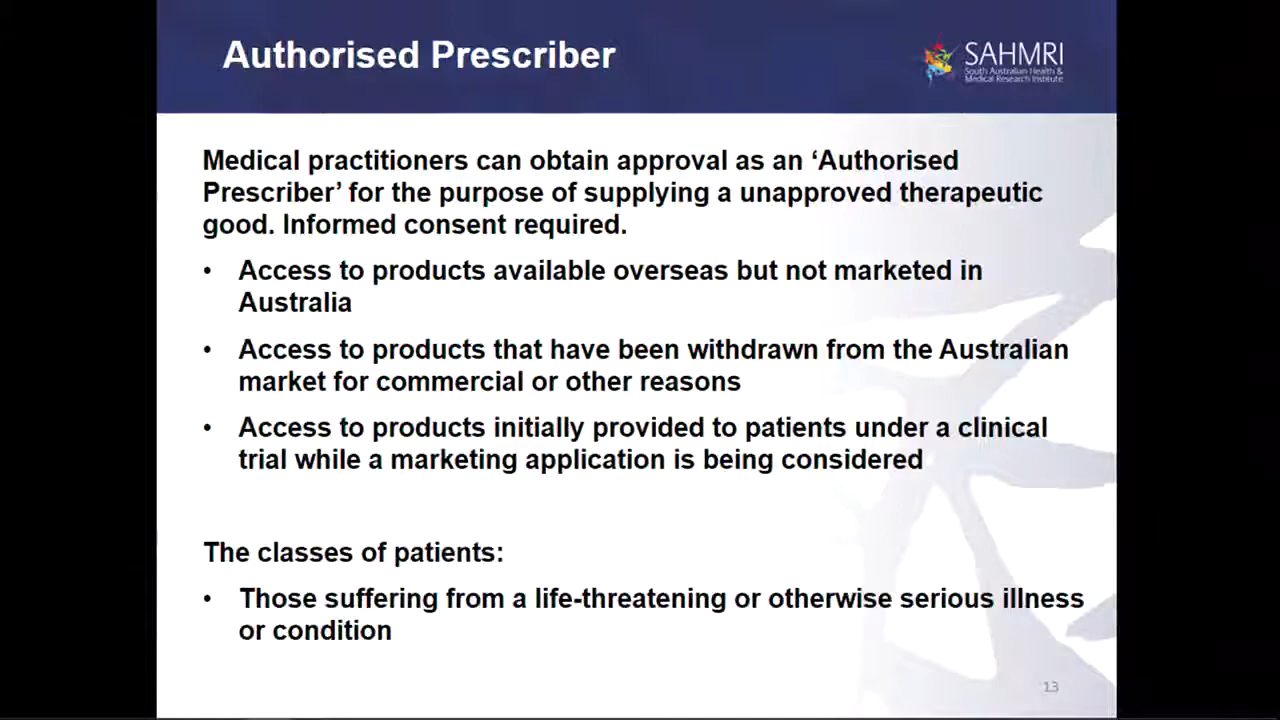 Authorised Prescriber
SAHMRI
South Australian Health &
Medical Research Institute
Medical practitioners can obtain approval as an ‘Authorised
Prescriber’ for the purpose of supplying a unapproved therapeutic
good. Informed consent required.
• Access to products available overseas but not marketed in
Australia
• Access to products that have been withdrawn from the Australian
market for commercial or other reasons
• Access to products initially provided to patients under a clinical
trial while a marketing application is being considered
The classes of patients:
• Those suffering from a life-threatening or otherwise serious illness
or condition
13